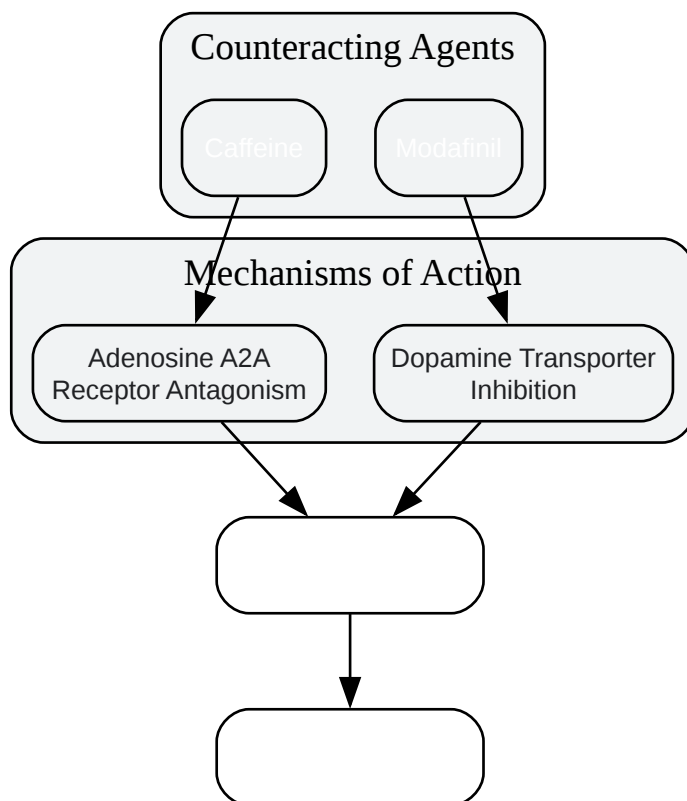 Counteracting Agents
Caffeine
Modafinil
Mechanisms of Action
Adenosine A2A
Receptor Antagonism
Dopamine Transporter
Inhibition